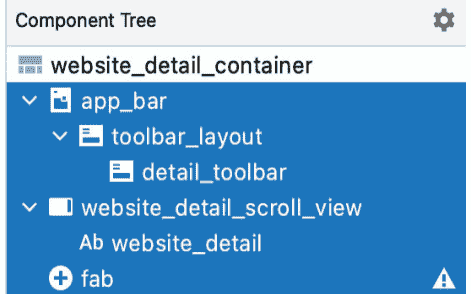 Component Tree
website_detail_container
app_bar
toolbar_layout
detail_toolbar
website_detail_scroll_view
Ab website_detail
fab